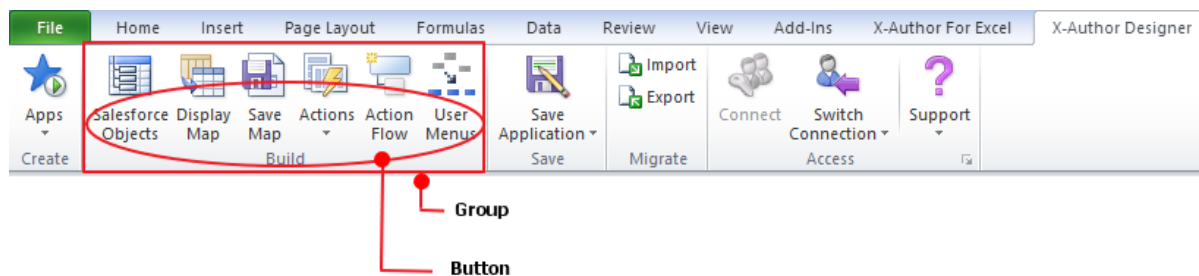 File Home Insert Page Layout Formulas Data Review View Add-Ins X-Author For Excel X-Author Designer
Apps
Salesforce
Objects
Display
Map
Save
Map
Actions
Action
Flow
User
Menus
Save
Application
Import
Export
Connect
Switch
Connection
Support
Create Build Save Migrate Access
Group
Button